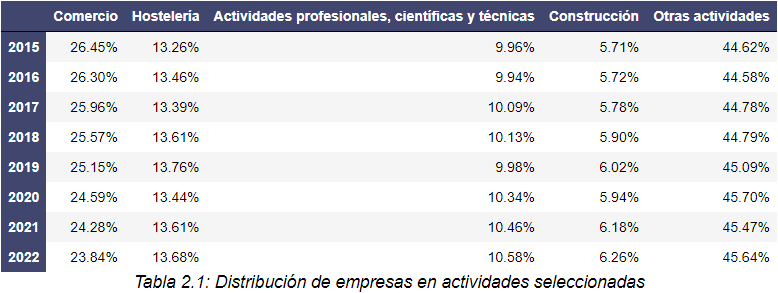 Comercio Hostelería Actividades profesionales, científicas y técnicas Construcción Otras actividades
2015 26.45% 13.26% 9.96% 5.71% 44.62%
2016 26.30% 13.46% 9.94% 5.72% 44.58%
2017 25.96% 13.39% 10.09% 5.78% 44.78%
2018 25.57% 13.61% 10.13% 5.90% 44.79%
2019 25.15% 13.76% 9.98% 6.02% 45.09%
2020 24.59% 13.44% 10.34% 5.94% 45.70%
2021 24.28% 13.61% 10.46% 6.18% 45.47%
2022 23.84% 13.68% 10.58% 6.26% 45.64%
Tabla 2.1: Distribución de empresas en actividades seleccionadas